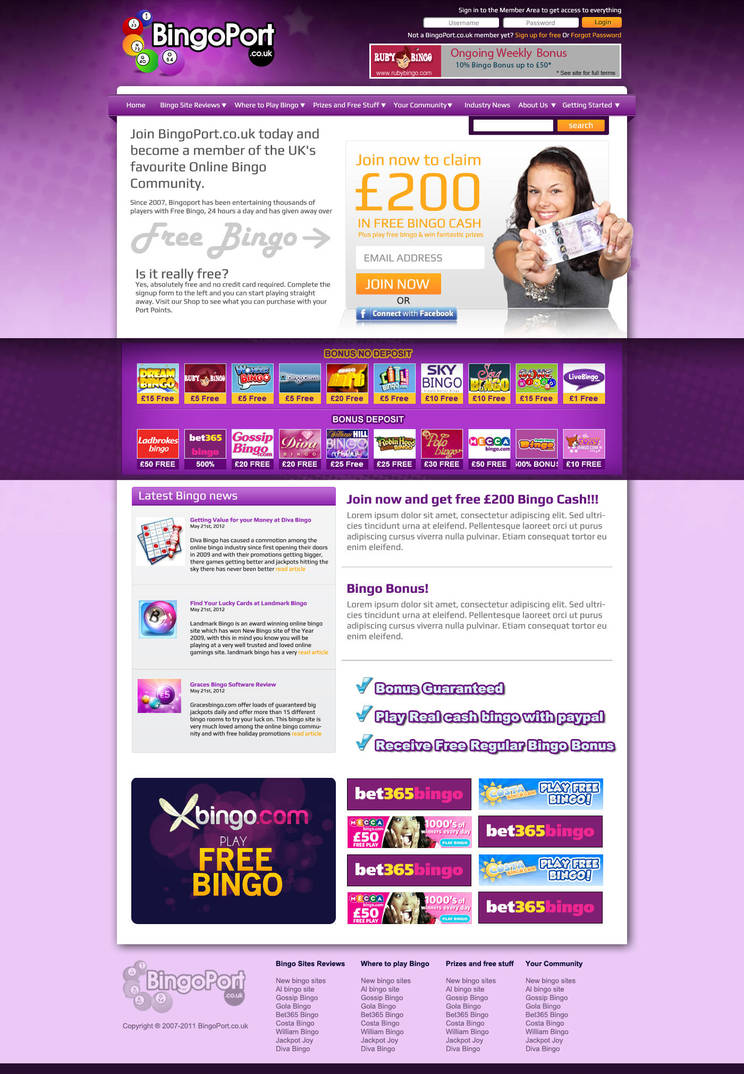 Sign in to the Member Area to get access to everything
Username
Password
Login
Not a BingoPort.co.uk member yet? Sign up for free Or Forgot Password
BingoPort
.co.uk
RUBY BINGO
www.rubybingo.com
Ongoing Weekly Bonus
10% Bingo Bonus up to £50*
* See site for full terms
Home
Bingo Site Reviews
Where to Play Bingo
Prizes and Free Stuff
Your Community
Industry News
About Us
Getting Started
search
Join BingoPort.co.uk today and
become a member of the UK's
favourite Online Bingo
Community.
Since 2007, Bingoport has been entertaining thousands of
players with Free Bingo, 24 hours a day and has given away over
Free Bingo
Is it really free?
Yes, absolutely free and no credit card required. Complete the
signup form to the left and you can start playing straight
away. Visit our Shop to see what you can purchase with your
Port Points.
Join now to claim
£200
IN FREE BINGO CASH
Plus play free bingo & win fantastic prizes
EMAIL ADDRESS
JOIN NOW
OR
f Connect with Facebook
£20
BONUS NO DEPOSIT
DREAM BINGO
RUBY BINGO
BINGO
SKY BINGO
BINGO
LiveBingo
£15 Free
£5 Free
£5 Free
£5 Free
£20 Free
£5 Free
£10 Free
£10 Free
£15 Free
£1 Free
BONUS DEPOSIT
Ladbrokes bingo
bet365 bingo
Gossip Bingo.com
Diva BINGO
William HILL BINGO
Robin Hood BINGO
Polo bingo
MECCA bingo.com
£50 FREE
500%
£20 FREE
£20 FREE
£25 Free
£25 FREE
£30 FREE
£50 FREE
500% BONUS
£10 FREE
Latest Bingo news
Getting Value for your Money at Diva Bingo
May 21st, 2012
Diva Bingo has caused a commotion among the
online bingo industry since first opening their doors
in 2009 and with their promotions getting bigger,
there games getting better and jackpots hitting the
sky there has never been better read article
Find Your Lucky Cards at Landmark Bingo
May 21st, 2012
Landmark Bingo is an award winning online bingo
site which has won New Bingo site of the Year
2009, with this in mind you know you will be
playing at a very well trusted and loved online
gamings site. landmark bingo has a very read article
Graces Bingo Software Review
May 21st, 2012
Gracesbingo.com offer loads of guaranteed big
jackpots daily and offer more than 15 different
bingo rooms to try your luck on. This bingo site is
very much loved among the online bingo commu-
nity and with free holiday promotions read article
Join now and get free £200 Bingo Cash!!!
Lorem ipsum dolor sit amet, consectetur adipiscing elit. Sed ultri-
cies tincidunt urna at eleifend. Pellentesque laoreet orci ut purus
adipiscing cursus viverra nulla pulvinar. Etiam consequat tortor eu
enim eleifend.
Bingo Bonus!
Lorem ipsum dolor sit amet, consectetur adipiscing elit. Sed ultri-
cies tincidunt urna at eleifend. Pellentesque laoreet orci ut purus
adipiscing cursus viverra nulla pulvinar. Etiam consequat tortor eu
enim eleifend.
Bonus Guaranteed
Play Real cash bingo with paypal
Receive Free Regular Bingo Bonus
Xbingo.com
PLAY
FREE
BINGO
bet365bingo
Costa
PLAY FREE BINGO!
MECCA bingo.com
£50 FREE PLAY
1000's of winners every day
PLAY BINGO
bet365bingo
bet365bingo
Costa
PLAY FREE BINGO!
MECCA bingo.com
£50 FREE PLAY
1000's of winners every day
PLAY BINGO
bet365bingo
BingoPort
.co.uk
Copyright ® 2007-2011 BingoPort.co.uk
Bingo Sites Reviews
New bingo sites
Al bingo site
Gossip Bingo
Gola Bingo
Bet365 Bingo
Costa Bingo
William Bingo
Jackpot Joy
Diva Bingo
Where to play Bingo
New bingo sites
Al bingo site
Gossip Bingo
Gola Bingo
Bet365 Bingo
Costa Bingo
William Bingo
Jackpot Joy
Diva Bingo
Prizes and free stuff
New bingo sites
Al bingo site
Gossip Bingo
Gola Bingo
Bet365 Bingo
Costa Bingo
William Bingo
Jackpot Joy
Diva Bingo
Your Community
New bingo sites
Al bingo site
Gossip Bingo
Gola Bingo
Bet365 Bingo
Costa Bingo
William Bingo
Jackpot Joy
Diva Bingo